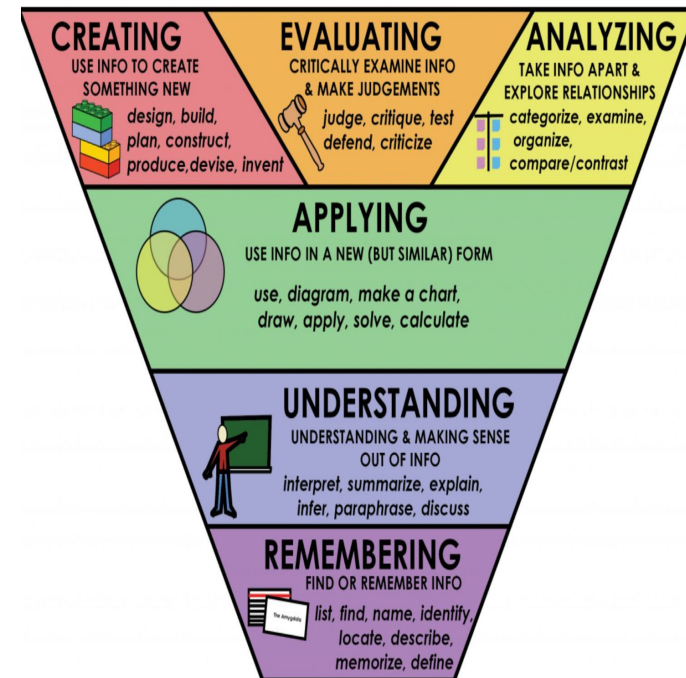 CREATING
USE INFO TO CREATE
SOMETHING NEW
design, build,
plan, construct,
produce,devise, invent
EVALUATING
CRITICALLY EXAMINE INFO
& MAKE JUDGEMENTS
judge, critique, test
defend, criticize
ANALYZING
TAKE INFO APART &
EXPLORE RELATIONSHIPS
categorize, examine,
organize,
compare/contrast
APPLYING
USE INFO IN A NEW (BUT SIMILAR) FORM
use, diagram, make a chart,
draw, apply, solve, calculate
UNDERSTANDING
UNDERSTANDING & MAKING SENSE
OUT OF INFO
interpret, summarize, explain,
infer, paraphrase, discuss
REMEMBERING
FIND OR REMEMBER INFO
The Amygdala
list, find, name, identify,
locate, describe,
memorize, define